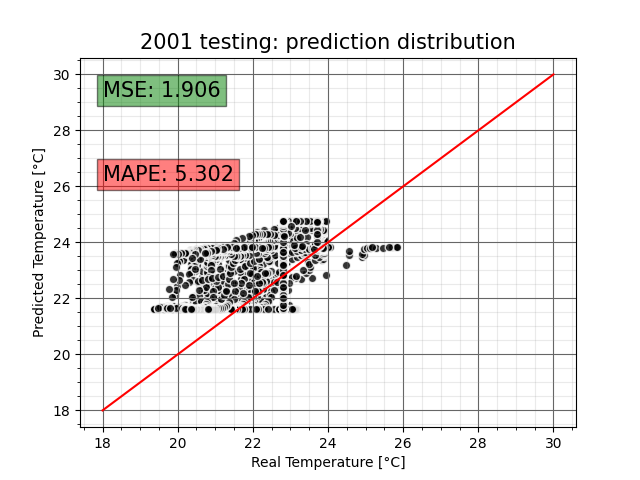 2001 testing: prediction distribution
MSE: 1.906
MAPE: 5.302
Predicted Temperature [°C]
30
28
26
24
22
20
18
18 20 22 24 26 28 30
Real Temperature [°C]